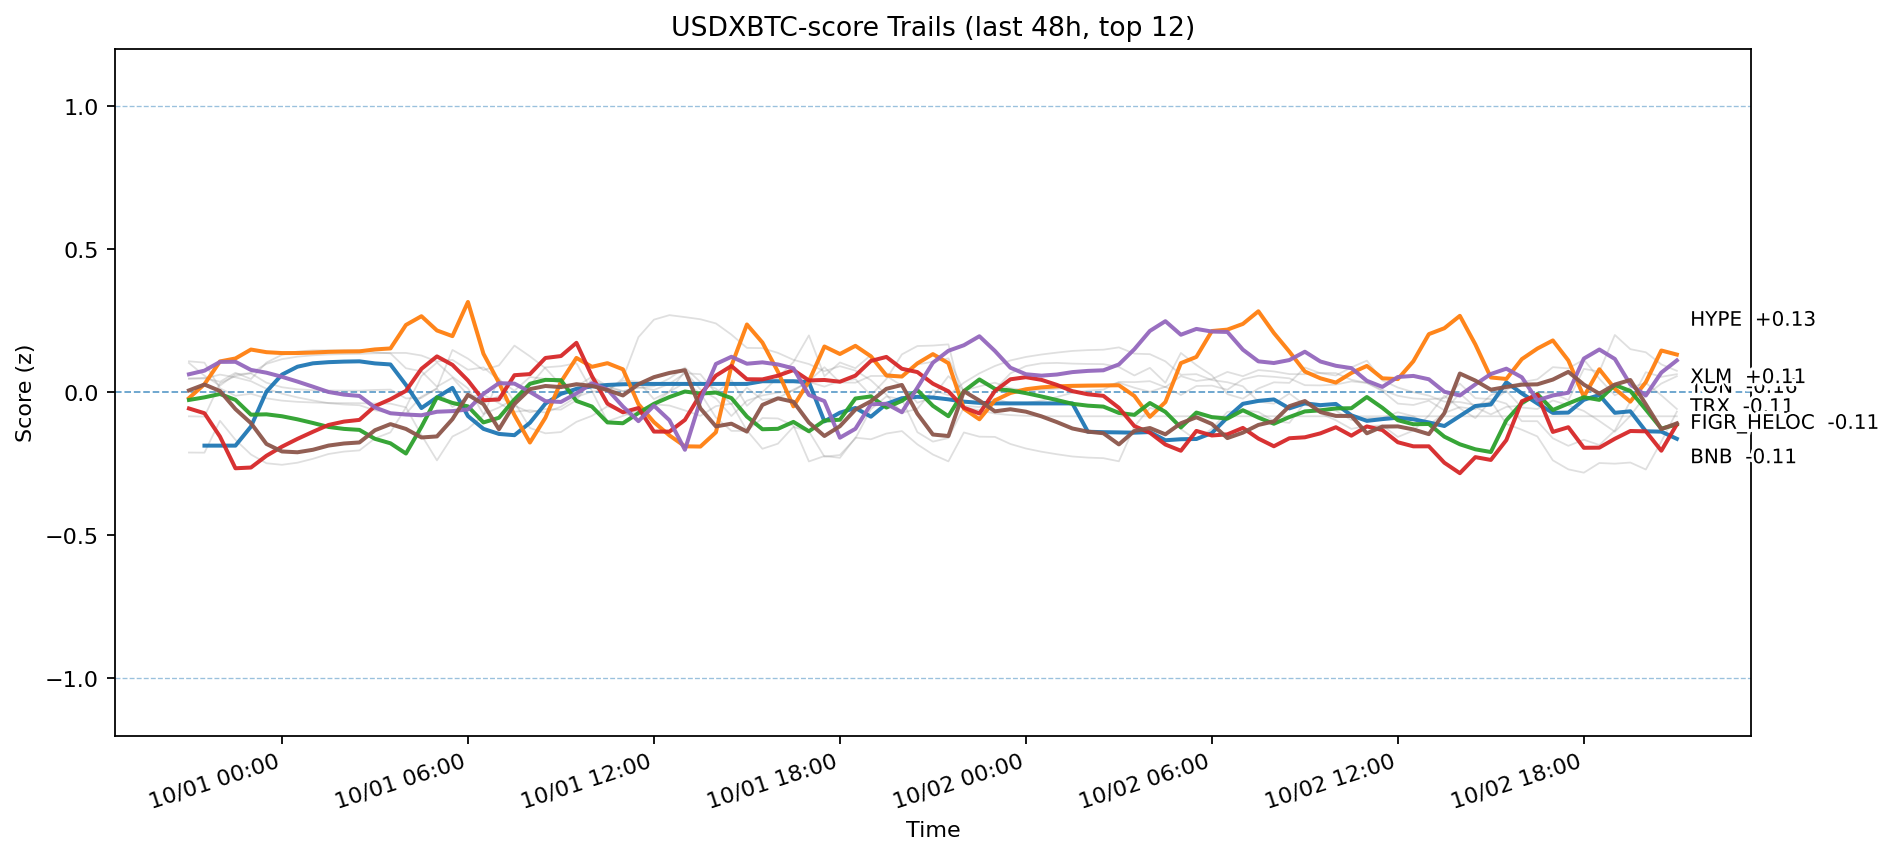 USDXBTC-score Trails (last 48h, top 12)
Score (z)
1.0
0.5
0.0
−0.5
−1.0
HYPE +0.13
XLM +0.11
TON -0.16
TRX -0.11
FIGR_HELOC -0.11
BNB -0.11
10/01 00:00
10/01 06:00
10/01 12:00
10/01 18:00
10/02 00:00
10/02 06:00
10/02 12:00
10/02 18:00
Time